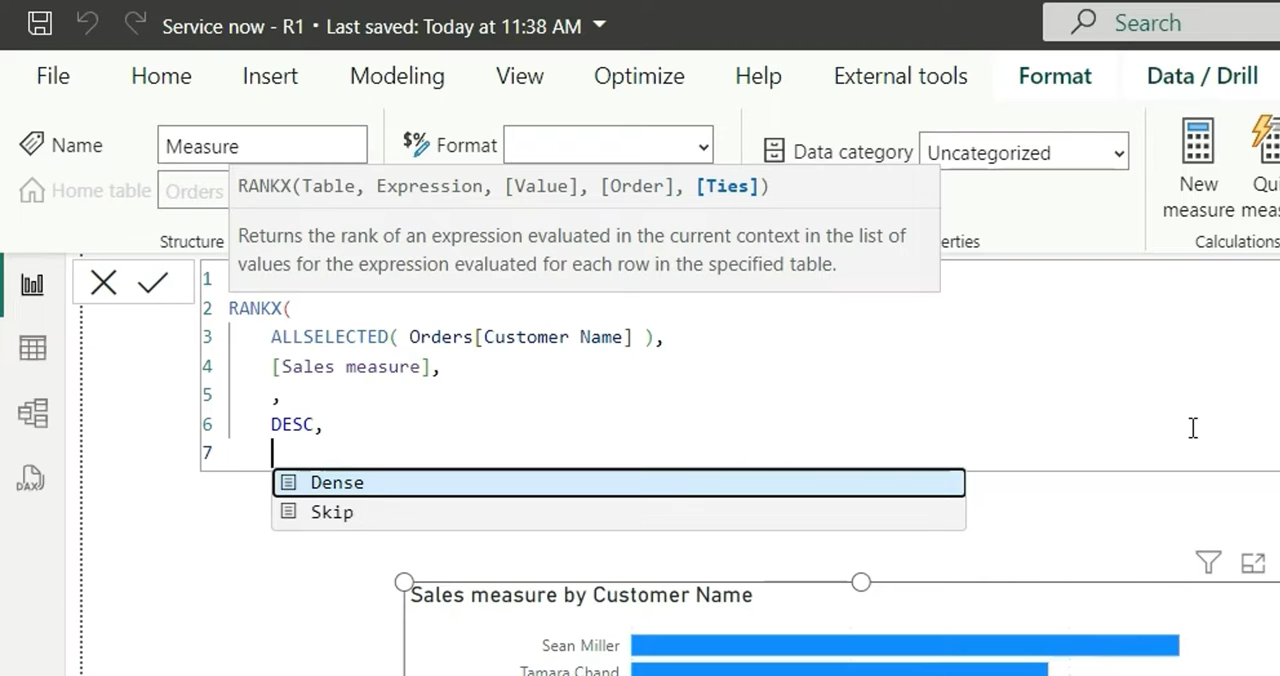 Service now - R1 • Last saved: Today at 11:38 AM
Search
File Home Insert Modeling View Optimize Help External tools Format Data / Drill
Name Measure Format Data category Uncategorized
Home table Orders
New
measure
Structure
Calculations
RANKX(Table, Expression, [Value], [Order], [Ties])
Returns the rank of an expression evaluated in the current context in the list of
values for the expression evaluated for each row in the specified table.
1
2 RANKX(
3 ALLSELECTED( Orders[Customer Name] ),
4 [Sales measure],
5 ,
6 DESC,
7
Dense
Skip
DAX
Sales measure by Customer Name
Sean Miller
Tamara Chand